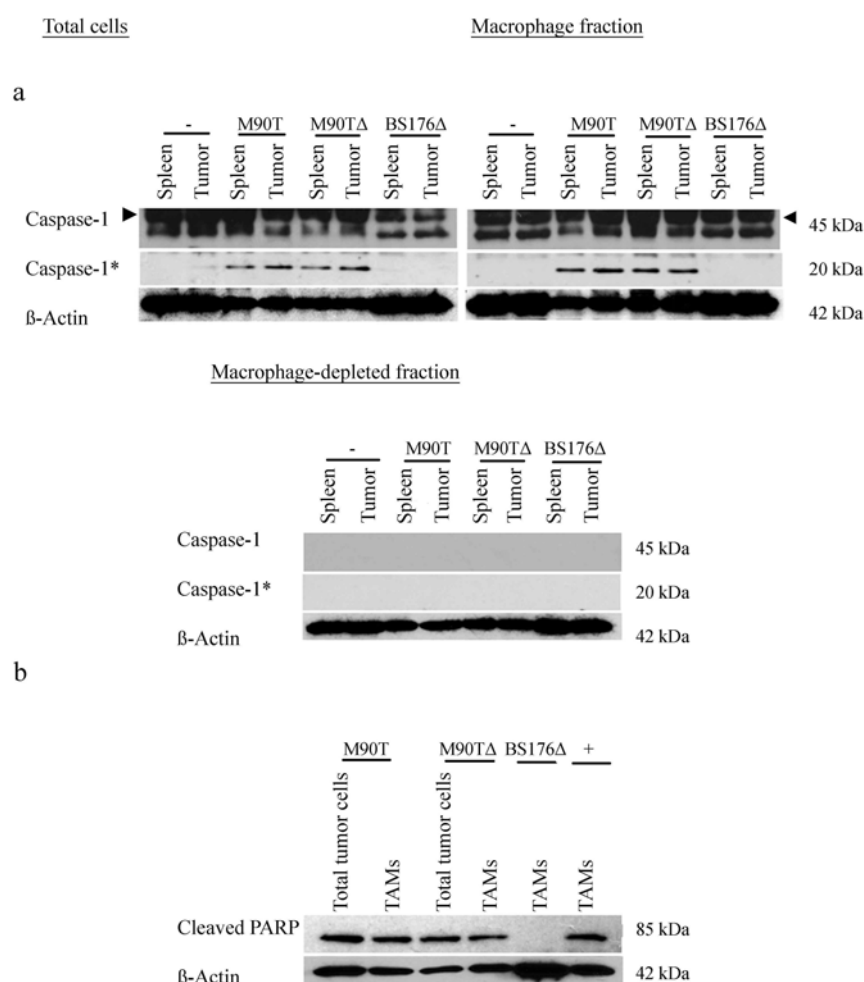 Total cells
Macrophage fraction
a
- M90T M90TΔ BS176Δ - M90T M90TΔ BS176Δ
Spleen Tumor Spleen Tumor Spleen Tumor Spleen Tumor Spleen Tumor Spleen Tumor Spleen Tumor Spleen Tumor
Caspase-1 45 kDa
Caspase-1* 20 kDa
ß-Actin 42 kDa
Macrophage-depleted fraction
- M90T M90TΔ BS176Δ
Spleen Tumor Spleen Tumor Spleen Tumor Spleen Tumor
Caspase-1 45 kDa
Caspase-1* 20 kDa
ß-Actin 42 kDa
b
M90T M90TΔ BS176Δ +
Total tumor cells TAMs Total tumor cells TAMs TAMs TAMs
Cleaved PARP 85 kDa
ß-Actin 42 kDa